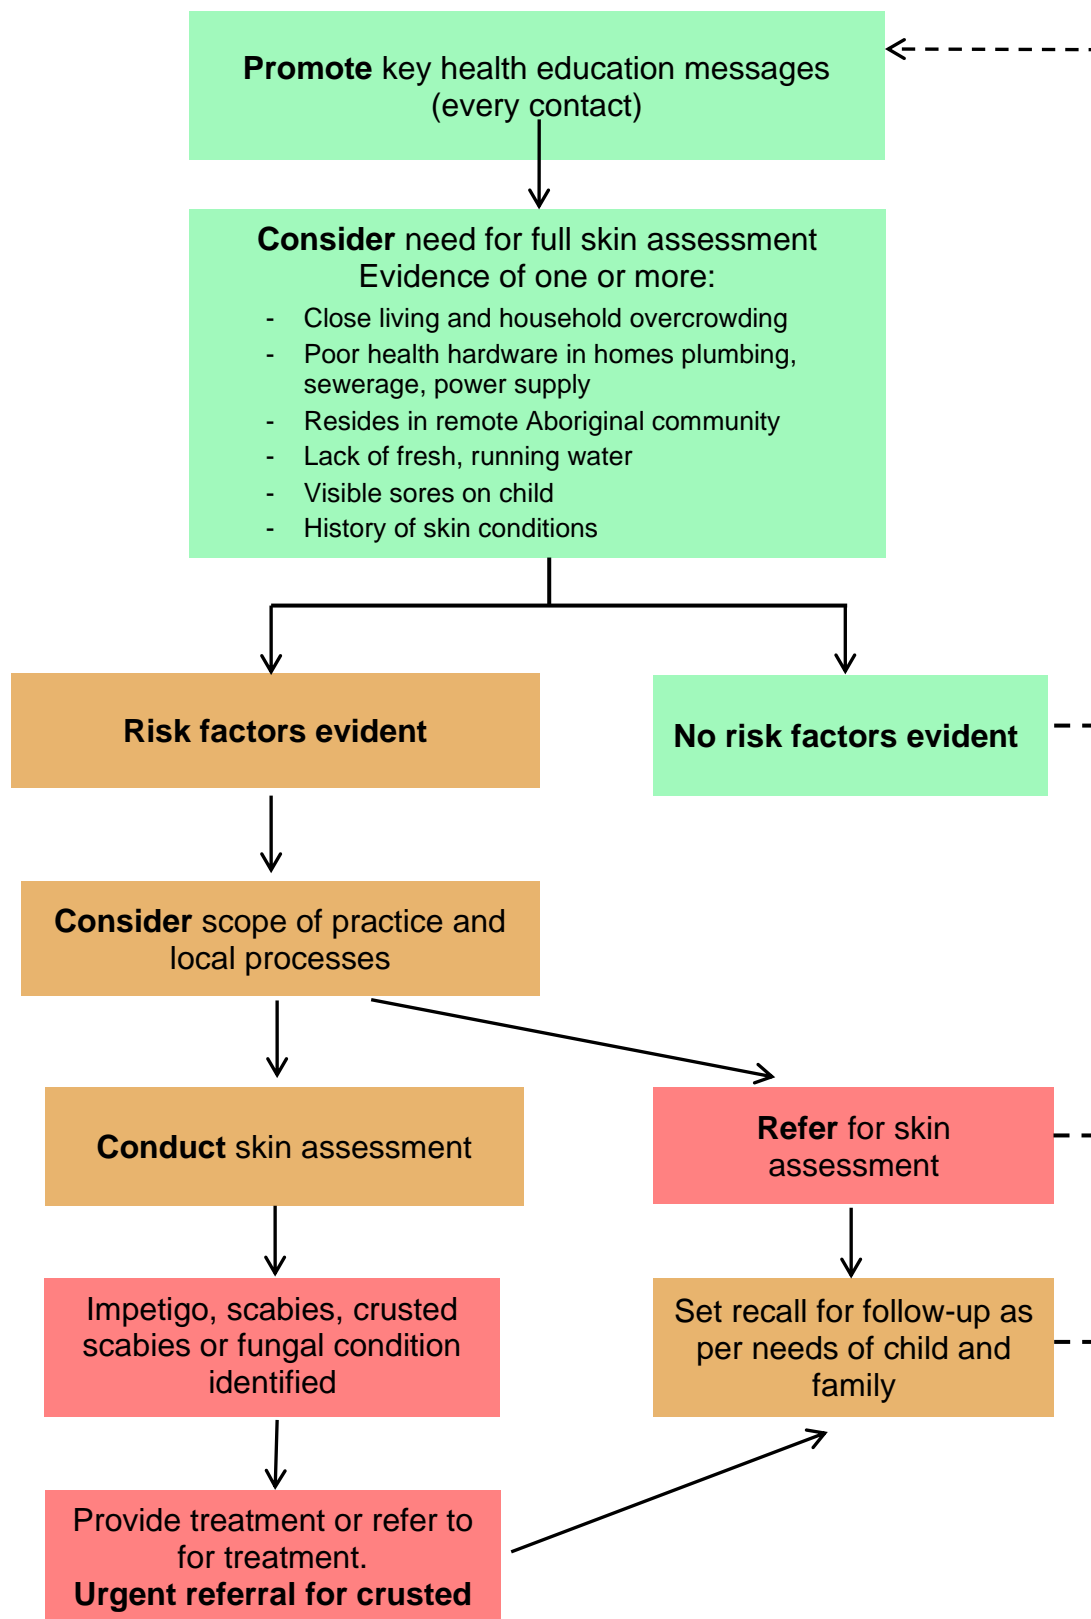 Promote key health education messages
(every contact)
Consider need for full skin assessment
Evidence of one or more:
- Close living and household overcrowding
- Poor health hardware in homes plumbing,
sewerage, power supply
- Resides in remote Aboriginal community
- Lack of fresh, running water
- Visible sores on child
- History of skin conditions
Risk factors evident
No risk factors evident
Consider scope of practice and
local processes
Conduct skin assessment
Refer for skin
assessment
Impetigo, scabies, crusted
scabies or fungal condition
identified
Set recall for follow-up as
per needs of child and
family
Provide treatment or refer to
for treatment.
Urgent referral for crusted